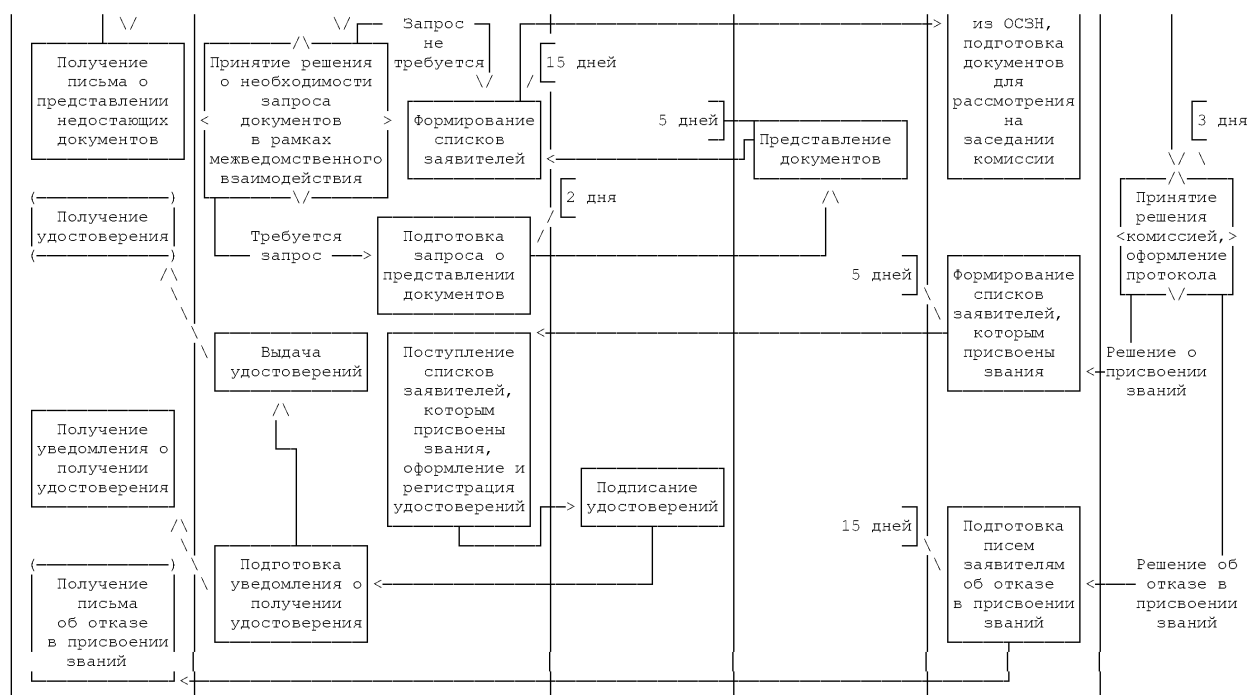 Запрос
не
требуется
15 дней
из ОСЗН,
подготовка
документов
для
рассмотрения
на
заседании
комиссии
Получение
письма о
представлении
недостающих
документов
Принятие решения
о необходимости
запроса
документов
в рамках
межведомственного
взаимодействия
Формирование
списков
заявителей
5 дней
Представление
документов
3 дня
Получение
удостоверения
Требуется
запрос
2 дня
Подготовка
запроса о
представлении
документов
Принятие
решения
комиссией,
оформление
протокола
5 дней
Формирование
списков
заявителей,
которым
присвоены
звания
Решение о
присвоении
званий
Выдача
удостоверений
Поступление
списков
заявителей,
которым
присвоены
звания,
оформление и
регистрация
удостоверений
Получение
уведомления о
получении
удостоверения
Подписание
удостоверений
15 дней
Подготовка
писем
заявителям
об отказе
в присвоении
званий
Решение об
отказе в
присвоении
званий
Подготовка
уведомления о
получении
удостоверения
Получение
письма
об отказе
в присвоении
званий